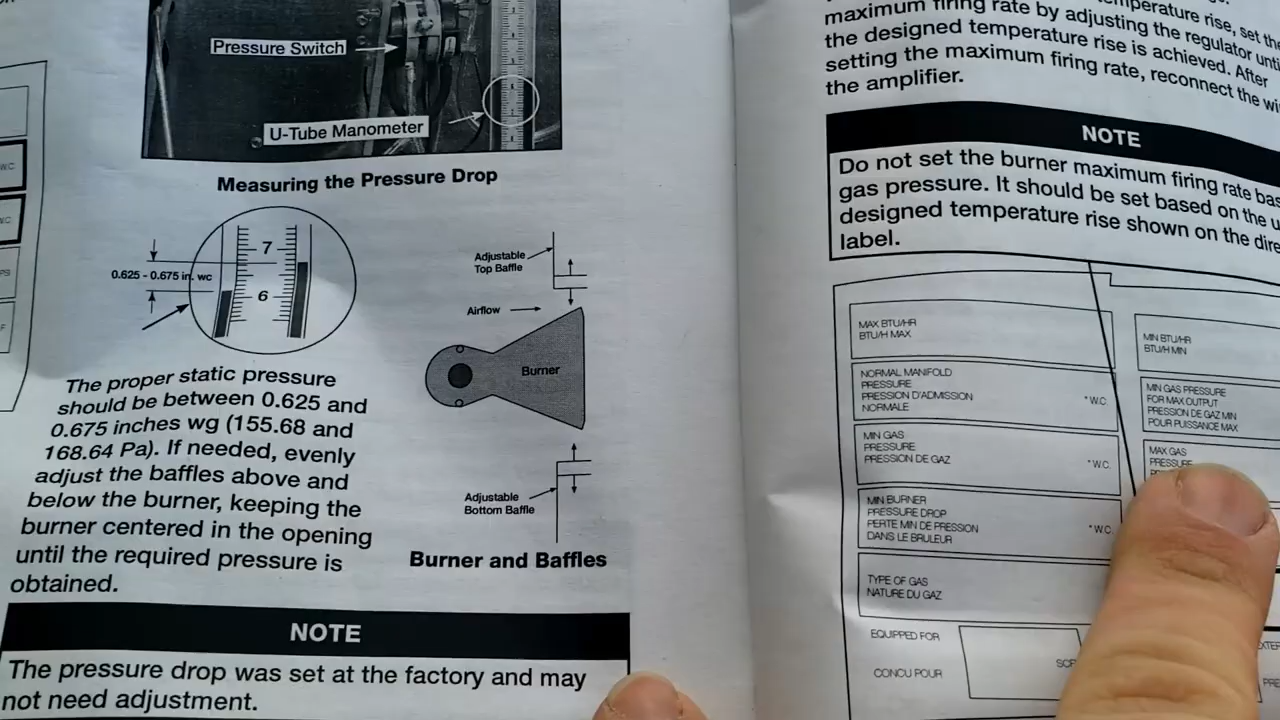 Pressure Switch
U-Tube Manometer
Measuring the Pressure Drop
7
0.625 - 0.675 in. wc
6
The proper static pressure
should be between 0.625 and
0.675 inches wg (155.68 and
168.64 Pa). If needed, evenly
adjust the baffles above and
below the burner, keeping the
burner centered in the opening
until the required pressure is
obtained.
Adjustable
Top Baffle
Airflow
Burner
Adjustable
Bottom Baffle
Burner and Baffles
NOTE
The pressure drop was set at the factory and may
not need adjustment.
temperature rise, set the
maximum firing rate by adjusting the regulator until
the designed temperature rise is achieved. After
setting the maximum firing rate, reconnect the
the amplifier.
NOTE
Do not set the burner maximum firing rate
gas pressure. It should be set based on the
designed temperature rise shown on the
label.
MAX BTU/HR
BTU/H MAX
NORMAL MANIFOLD
PRESSURE
PRESSION D'ADMISSION
NORMALE
" W.C.
MIN GAS
PRESSURE
PRESSION DE GAZ
" W.C.
MIN BURNER
PRESSURE DROP
PERTE MIN DE PRESSION
DANS LE BRULEUR
" W.C.
TYPE OF GAS
NATURE DU GAZ
EQUIPPED FOR
CONCU POUR
MIN BTU/HR
BTU/H MIN
MIN GAS PRESSURE
FOR MAX OUTPUT
PRESSION DE GAZ MIN
POUR PUISSANCE MAX
MAX GAS
PRESSURE